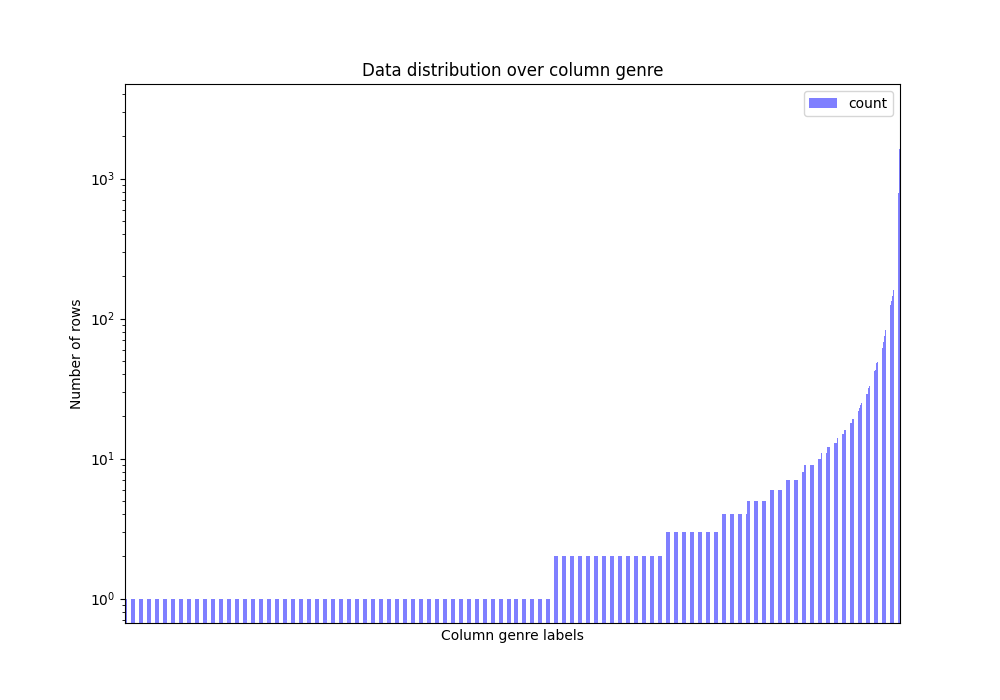 Data distribution over column genre
count
10³
10²
10¹
10⁰
Number of rows
Column genre labels